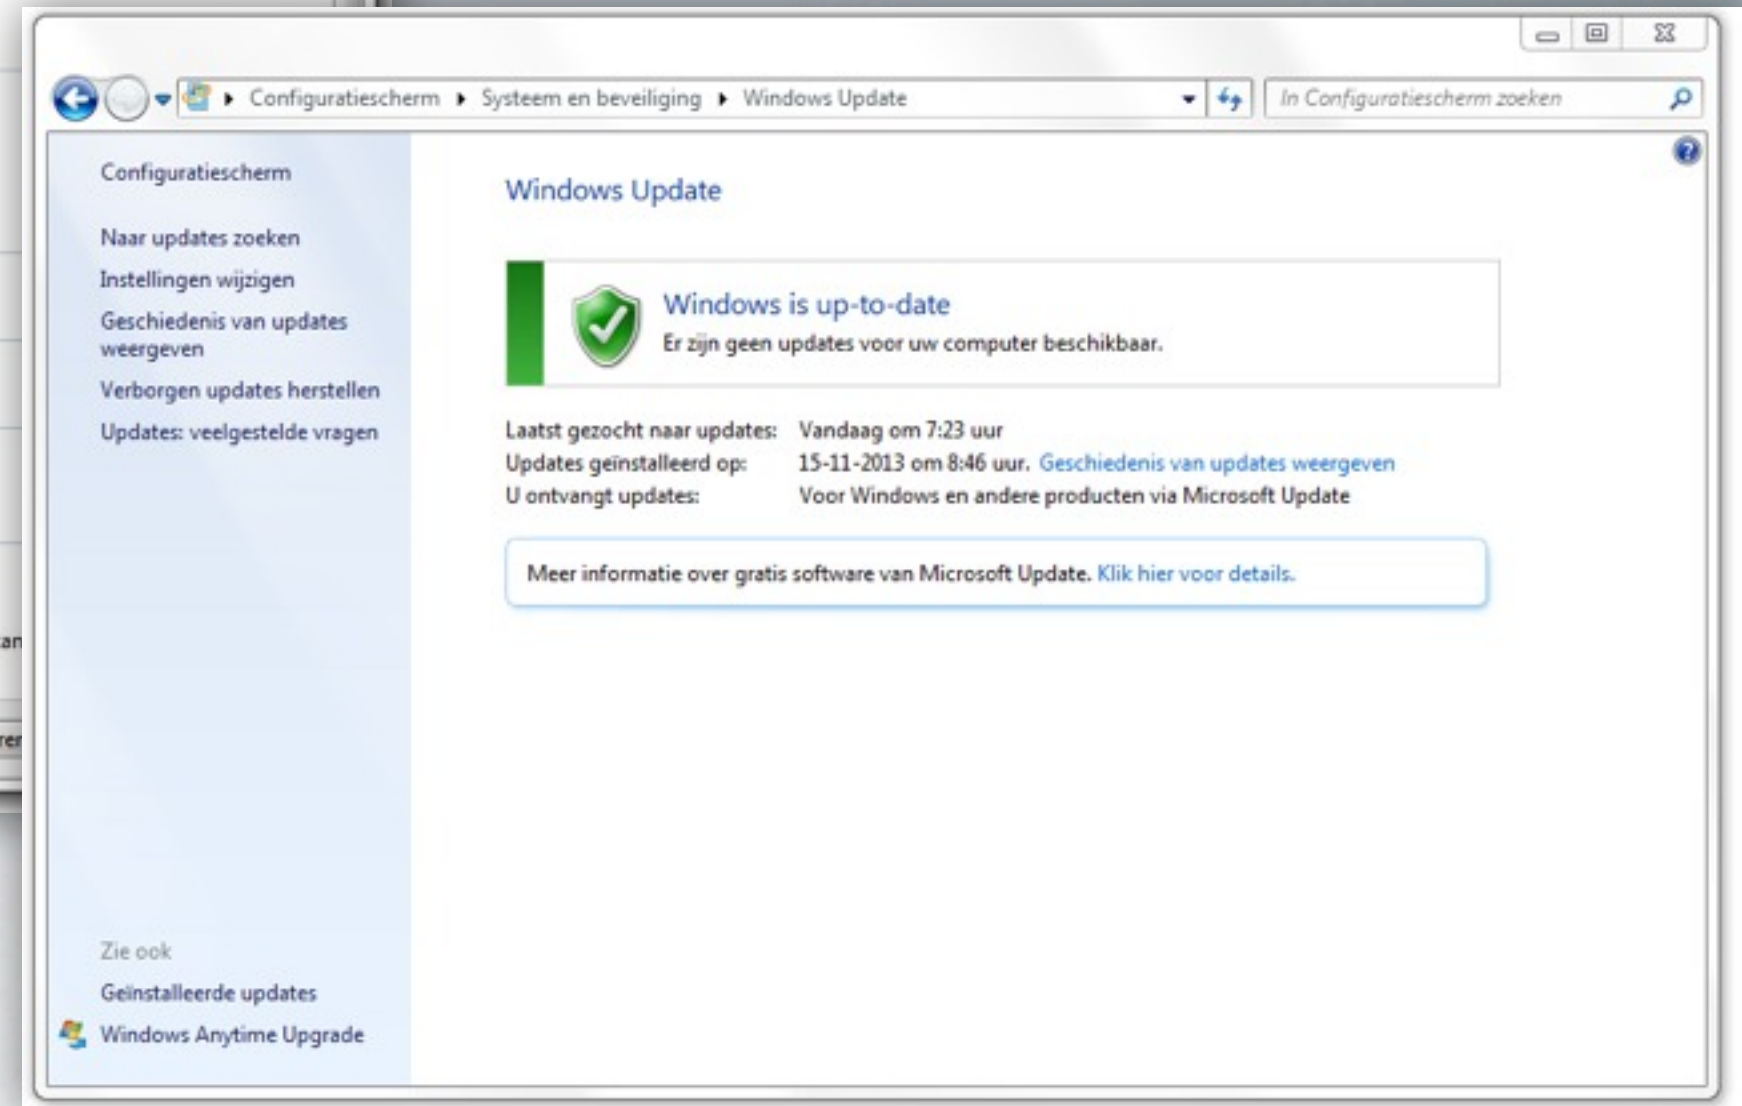 Configuratiescherm Systeem en beveiliging Windows Update
In Configuratiescherm zoeken
Configuratiescherm
Naar updates zoeken
Instellingen wijzigen
Geschiedenis van updates
weergeven
Verborgen updates herstellen
Updates: veelgestelde vragen
Windows Update
Windows is up-to-date
Er zijn geen updates voor uw computer beschikbaar.
Laatst gezocht naar updates: Vandaag om 7:23 uur
Updates geïnstalleerd op: 15-11-2013 om 8:46 uur. Geschiedenis van updates weergeven
U ontvangt updates: Voor Windows en andere producten via Microsoft Update
Meer informatie over gratis software van Microsoft Update. Klik hier voor details.
Zie ook
Geïnstalleerde updates
Windows Anytime Upgrade